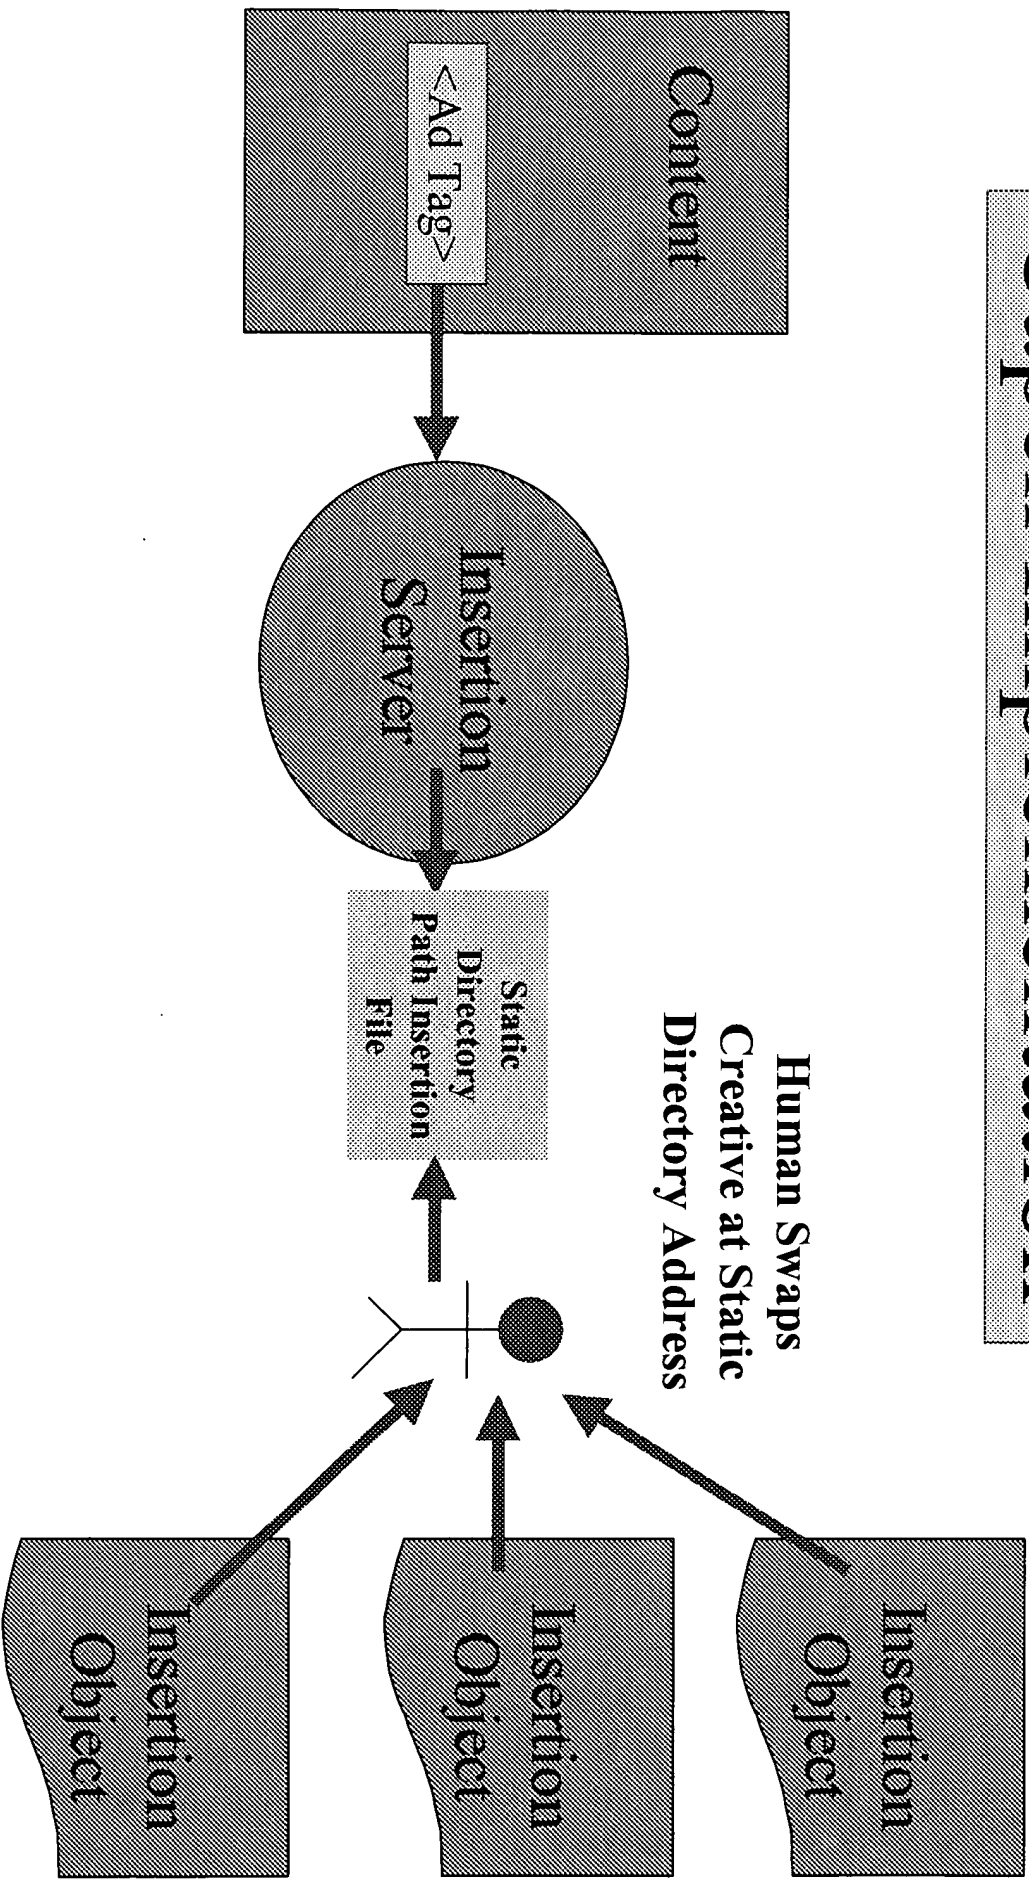 Content
<Ad Tag>
Insertion
Server
Static
Directory
Path Insertion
File
Human Swaps
Creative at Static
Directory Address
Insertion
Object
Insertion
Object
Insertion
Object